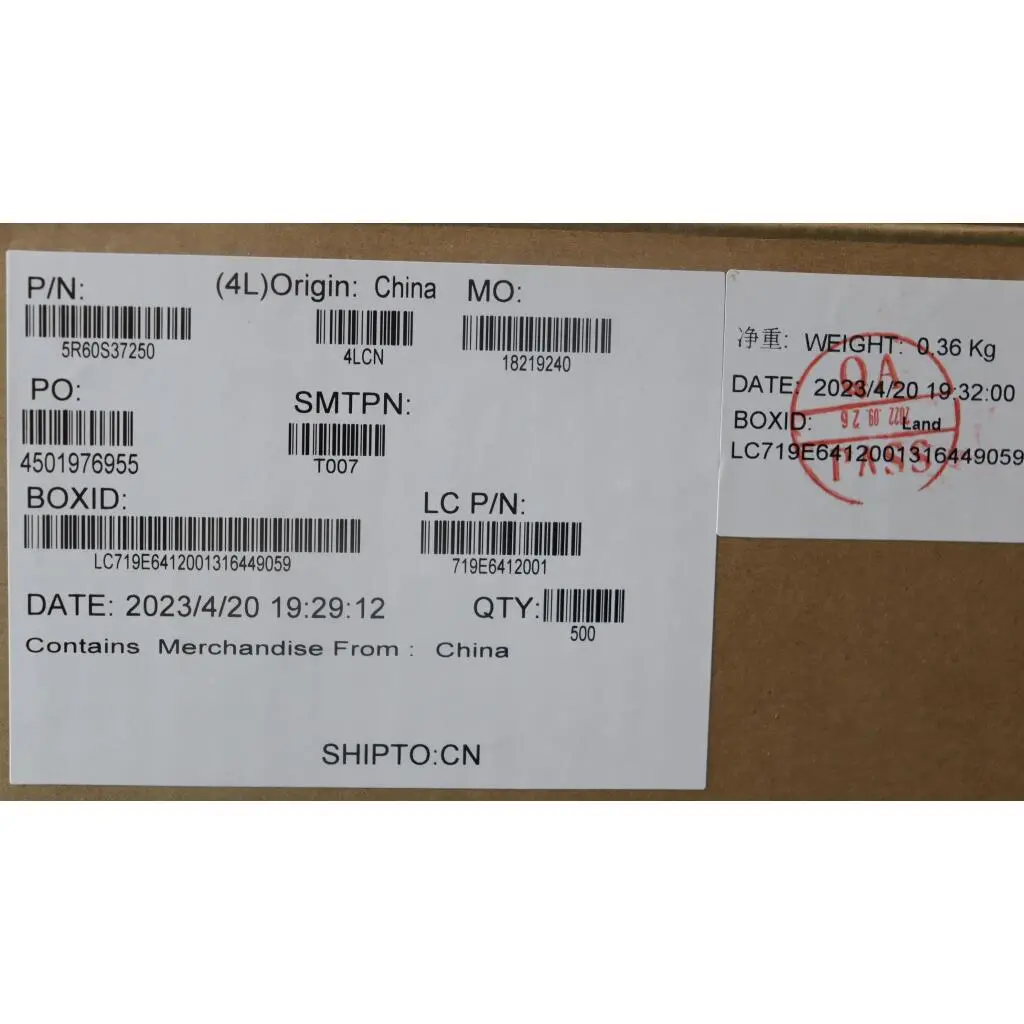 P/N: (4L)Origin: China MO:
5R60S37250 4LCN 18219240
PO: SMTPN:
4501976955 T007
BOXID: LC P/N:
LC719E6412001316449059 719E6412001
DATE: 2023/4/20 19:29:12 QTY:
500
Contains Merchandise From : China
SHIPTO:CN
净重: WEIGHT: 0.36 Kg
DATE: 2023/4/20 19:32:00
BOXID: Land
LC719E6412001316449059
QA
2022.09.26
PASS